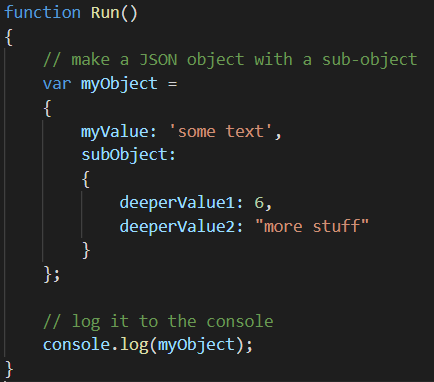 function Run()
{
    // make a JSON object with a sub-object
    var myObject =
    {
        myValue: 'some text',
        subObject:
        {
            deeperValue1: 6,
            deeperValue2: "more stuff"
        }
    };

    // log it to the console
    console.log(myObject);
}